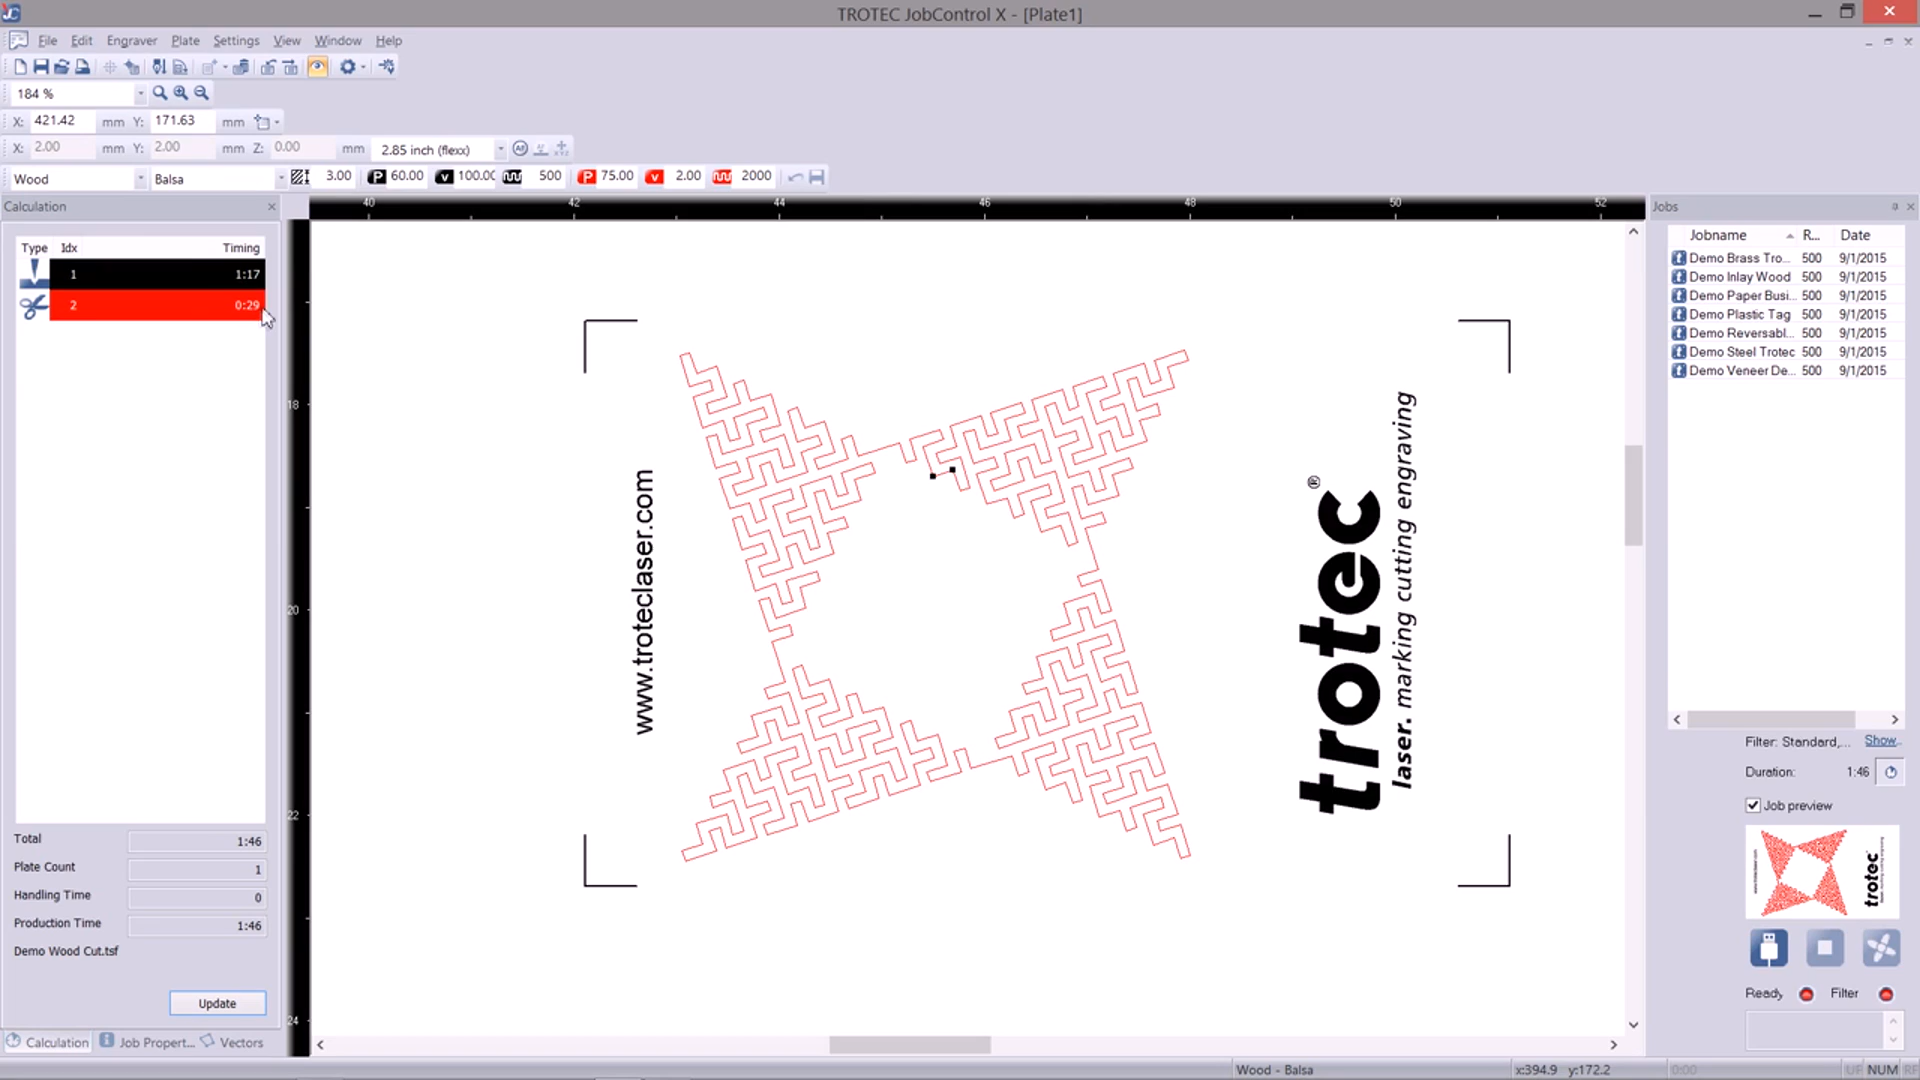 TROTEC JobControl X - [Plate1]
File Edit Engraver Plate Settings View Window Help
184 %
X: 421.42 mm Y: 171.63 mm
X: 2.00 mm Y: 2.00 mm Z: 0.00 mm 2.85 inch (flexx)
Wood Balsa 3.00 P 60.00 v 100.00 500 P 75.00 v 2.00 2000
Calculation
Type Idx Timing
1 1:17
2 0:29
Total 1:46
Plate Count 1
Handling Time 0
Production Time 1:46
Demo Wood Cut.tsf
Update
Calculation Job Propert... Vectors
40 42 44 46 48 50 52
18
20
22
24
www.troteclaser.com
trotec®
laser. marking cutting engraving
Jobs
Jobname R... Date
Demo Brass Tro... 500 9/1/2015
Demo Inlay Wood 500 9/1/2015
Demo Paper Busi... 500 9/1/2015
Demo Plastic Tag 500 9/1/2015
Demo Reversabl... 500 9/1/2015
Demo Steel Trotec 500 9/1/2015
Demo Veneer De... 500 9/1/2015
Filter: Standard,... Show..
Duration: 1:46
Job preview
trotec
Ready Filter
Wood - Balsa x:394.9 y:172.2 0:00 UF NUM RF